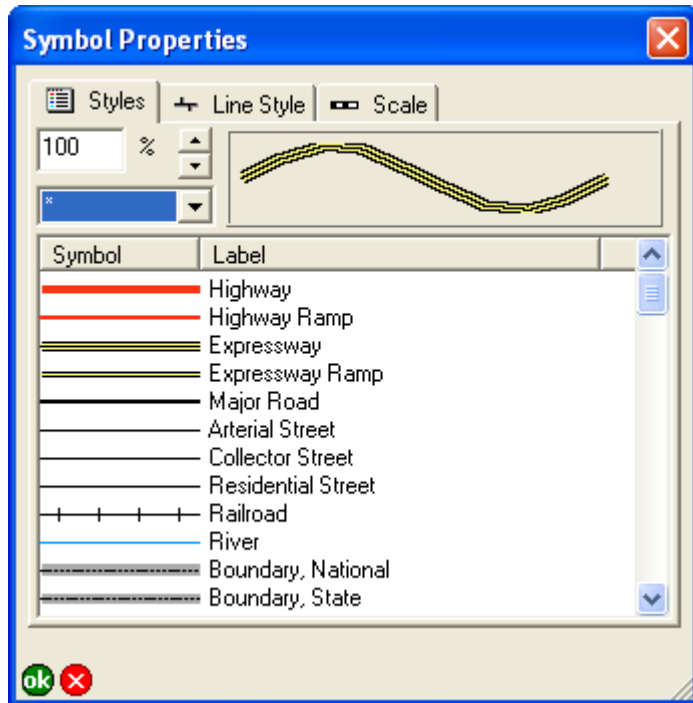 Symbol Properties
Styles Line Style Scale
100 %
*
Symbol Label
Highway
Highway Ramp
Expressway
Expressway Ramp
Major Road
Arterial Street
Collector Street
Residential Street
Railroad
River
Boundary, National
Boundary, State
ok